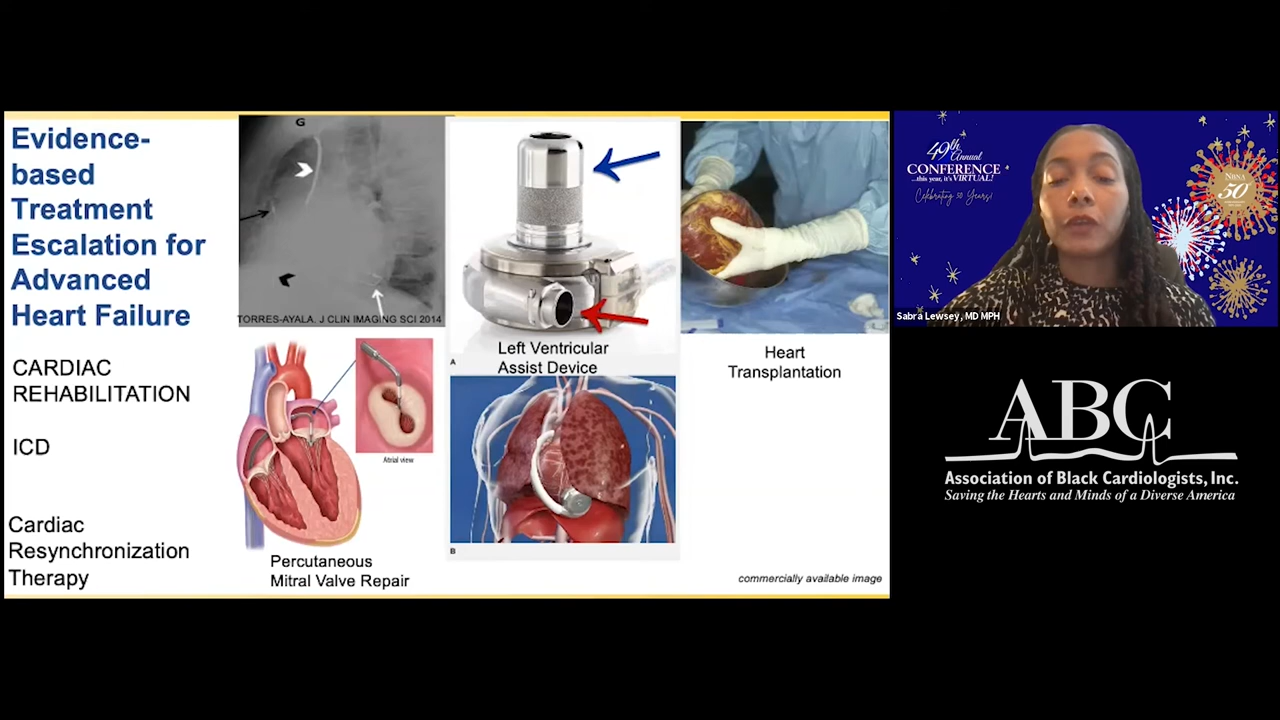 Evidence-
based
Treatment
Escalation for
Advanced
Heart Failure
CARDIAC
REHABILITATION
ICD
Cardiac
Resynchronization
Therapy
G
TORRES-AYALA. J CLIN IMAGING SCI 2014
Atrial view
Percutaneous
Mitral Valve Repair
Left Ventricular
Assist Device
A
B
Heart
Transplantation
commercially available image
49th
Annual
CONFERENCE
...this year, it's VIRTUAL!
Celebrating 50 Years!
NBNA
50
Sabra Lewsey, MD MPH
ABC
Association of Black Cardiologists, Inc.
Saving the Hearts and Minds of a Diverse America